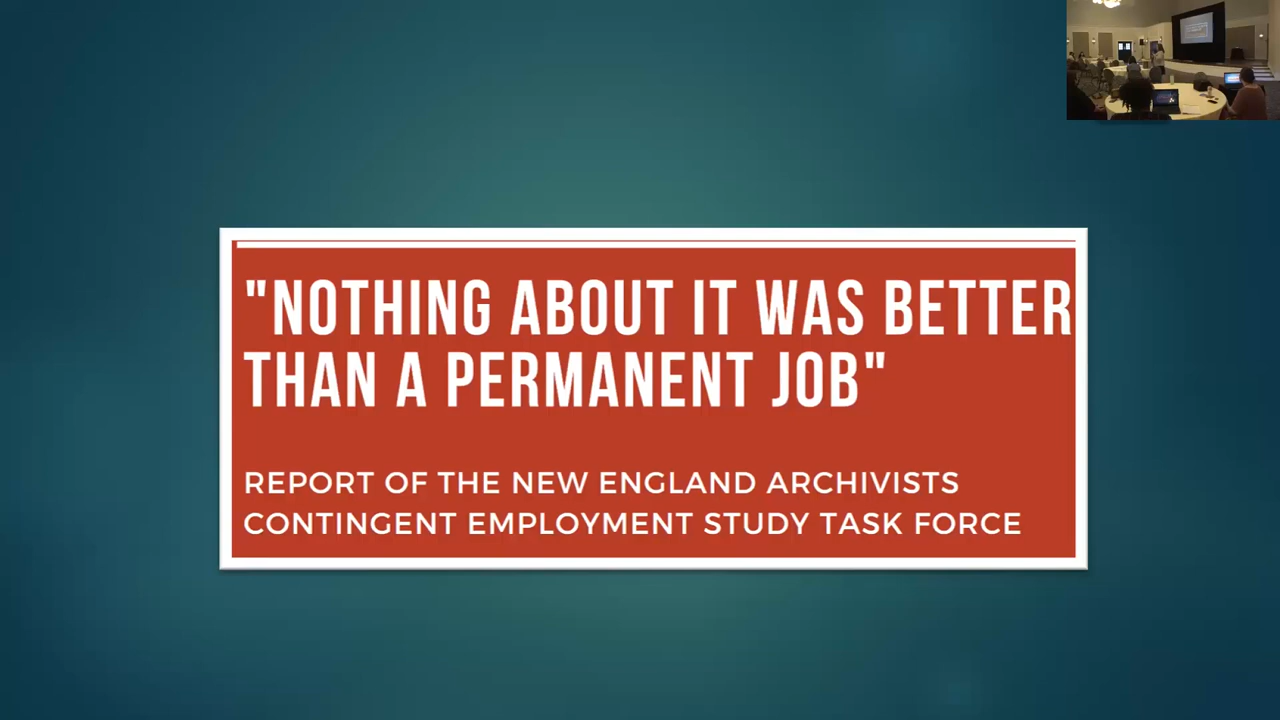 "NOTHING ABOUT IT WAS BETTER
THAN A PERMANENT JOB"
REPORT OF THE NEW ENGLAND ARCHIVISTS
CONTINGENT EMPLOYMENT STUDY TASK FORCE